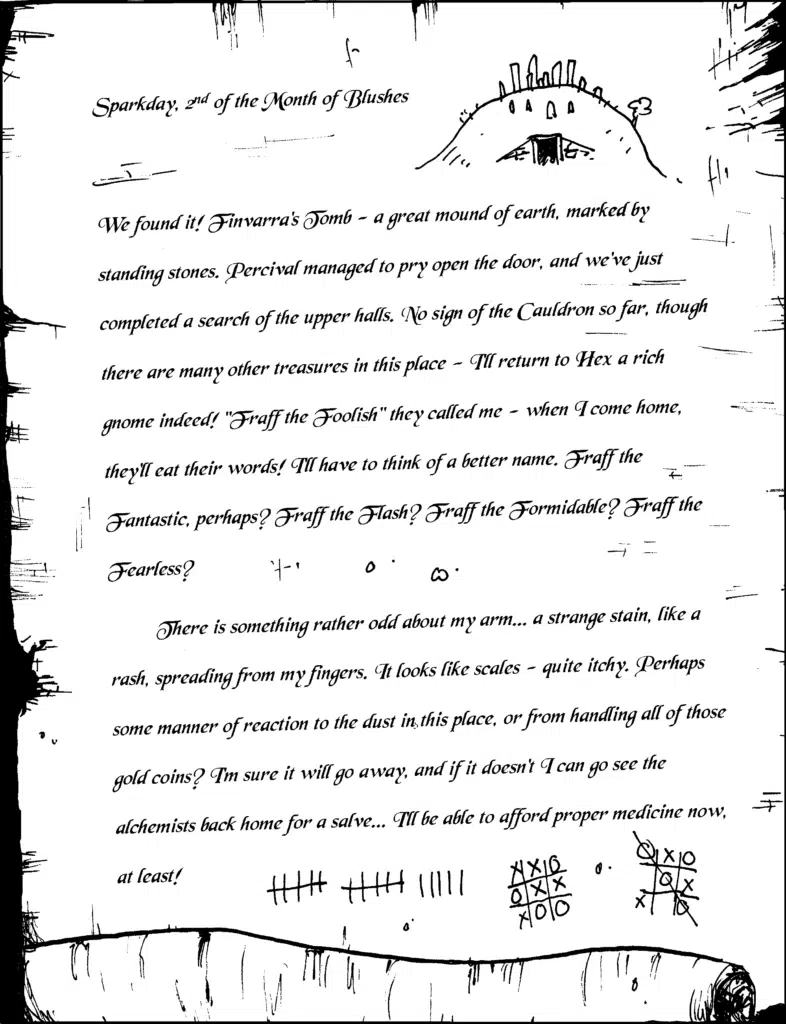 Sparkday, 2nd of the Month of Blushes
We found it! Finvarra's Tomb – a great mound of earth, marked by
standing stones. Percival managed to pry open the door, and we've just
completed a search of the upper halls. No sign of the Cauldron so far, though
there are many other treasures in this place – I'll return to Hex a rich
gnome indeed! "Fraff the Foolish" they called me – when I come home,
they'll eat their words! I'll have to think of a better name. Fraff the
Fantastic, perhaps? Fraff the Flash? Fraff the Formidable? Fraff the
Fearless?
There is something rather odd about my arm... a strange stain, like a
rash, spreading from my fingers. It looks like scales – quite itchy. Perhaps
some manner of reaction to the dust in this place, or from handling all of those
gold coins? I'm sure it will go away, and if it doesn't I can go see the
alchemists back home for a salve... I'll be able to afford proper medicine now,
at least!
X X O
O X X
X O O
O X O
O X
X O